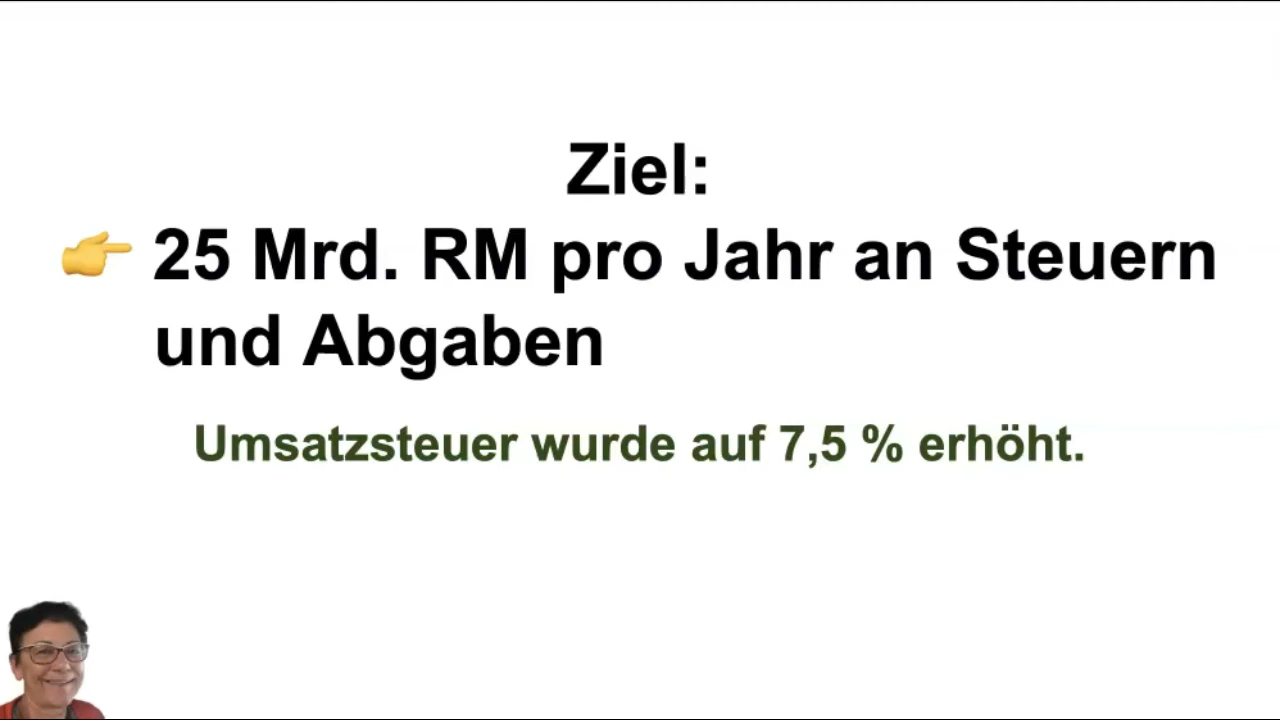 Ziel:
👉 25 Mrd. RM pro Jahr an Steuern
und Abgaben
Umsatzsteuer wurde auf 7,5 % erhöht.